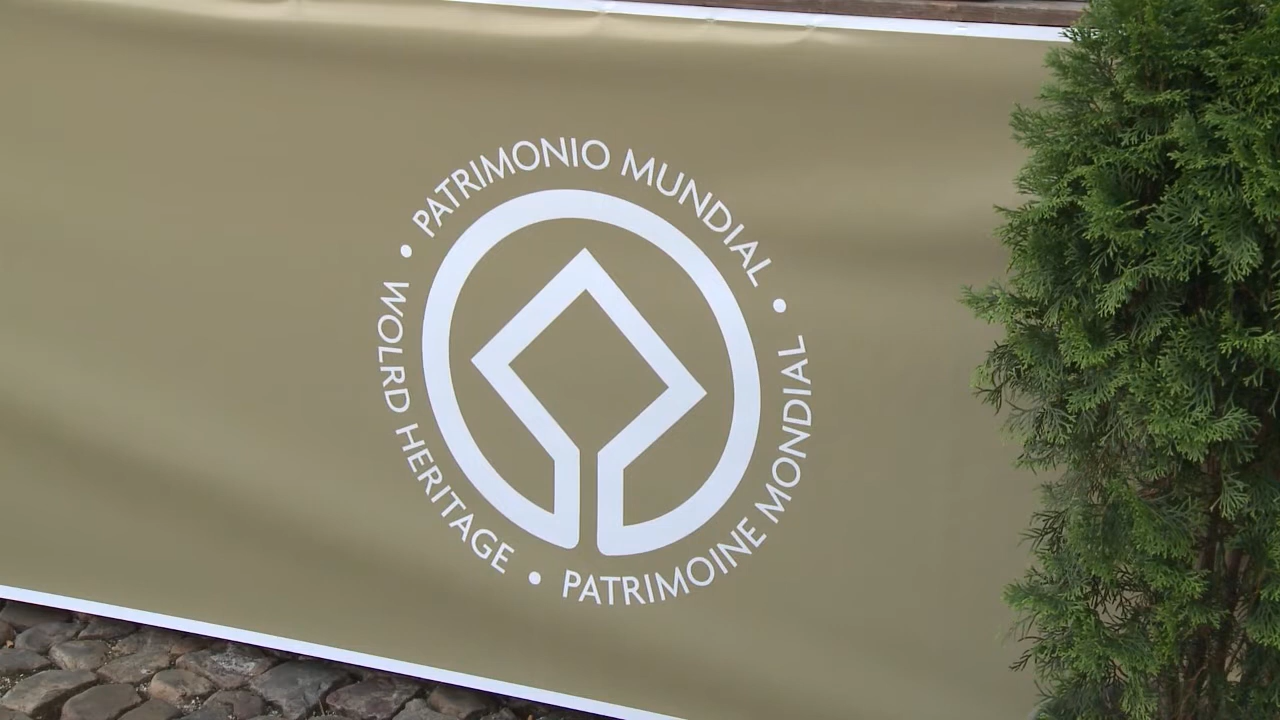 PATRIMONIO MUNDIAL •
PATRIMOINE MONDIAL •
WOLRD HERITAGE •